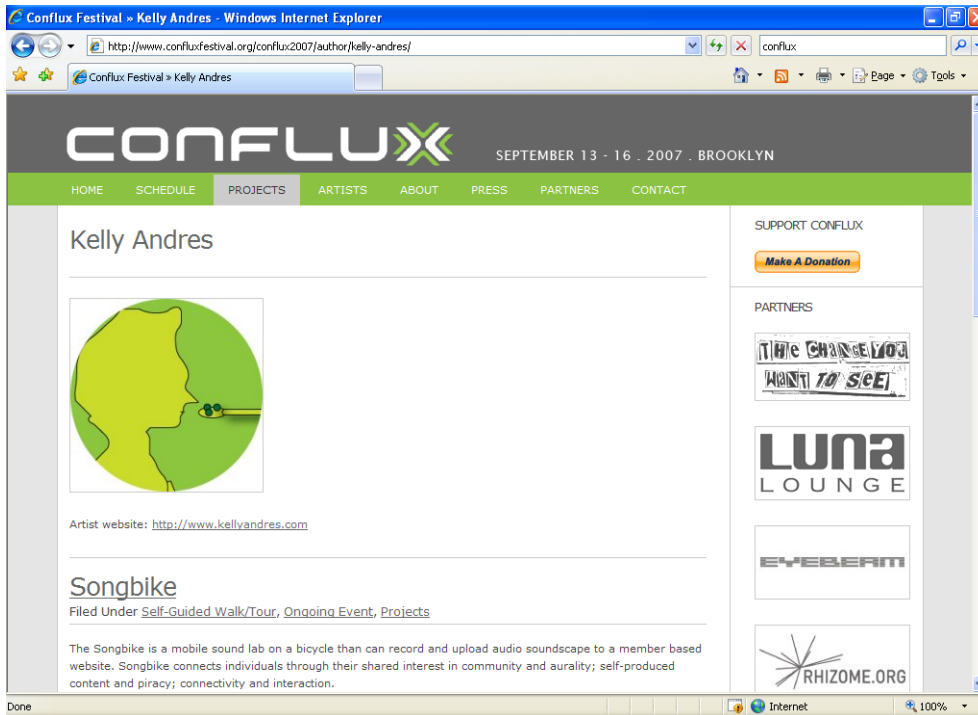 Conflux Festival » Kelly Andres - Windows Internet Explorer
http://www.confluxfestival.org/conflux2007/author/kelly-andres/
conflux
Conflux Festival » Kelly Andres
Page
Tools
CONFLUX
SEPTEMBER 13 - 16 . 2007 . BROOKLYN
HOME SCHEDULE PROJECTS ARTISTS ABOUT PRESS PARTNERS CONTACT
Kelly Andres
Artist website: http://www.kellyandres.com
Songbike
Filed Under Self-Guided Walk/Tour, Ongoing Event, Projects
The Songbike is a mobile sound lab on a bicycle than can record and upload audio soundscape to a member based
website. Songbike connects individuals through their shared interest in community and aurality; self-produced
content and piracy; connectivity and interaction.
SUPPORT CONFLUX
Make A Donation
PARTNERS
THe CHANGE YOU
WANT TO SeE
LUNA
LOUNGE
EYEBEAM
RHIZOME.ORG
Done
Internet
100%